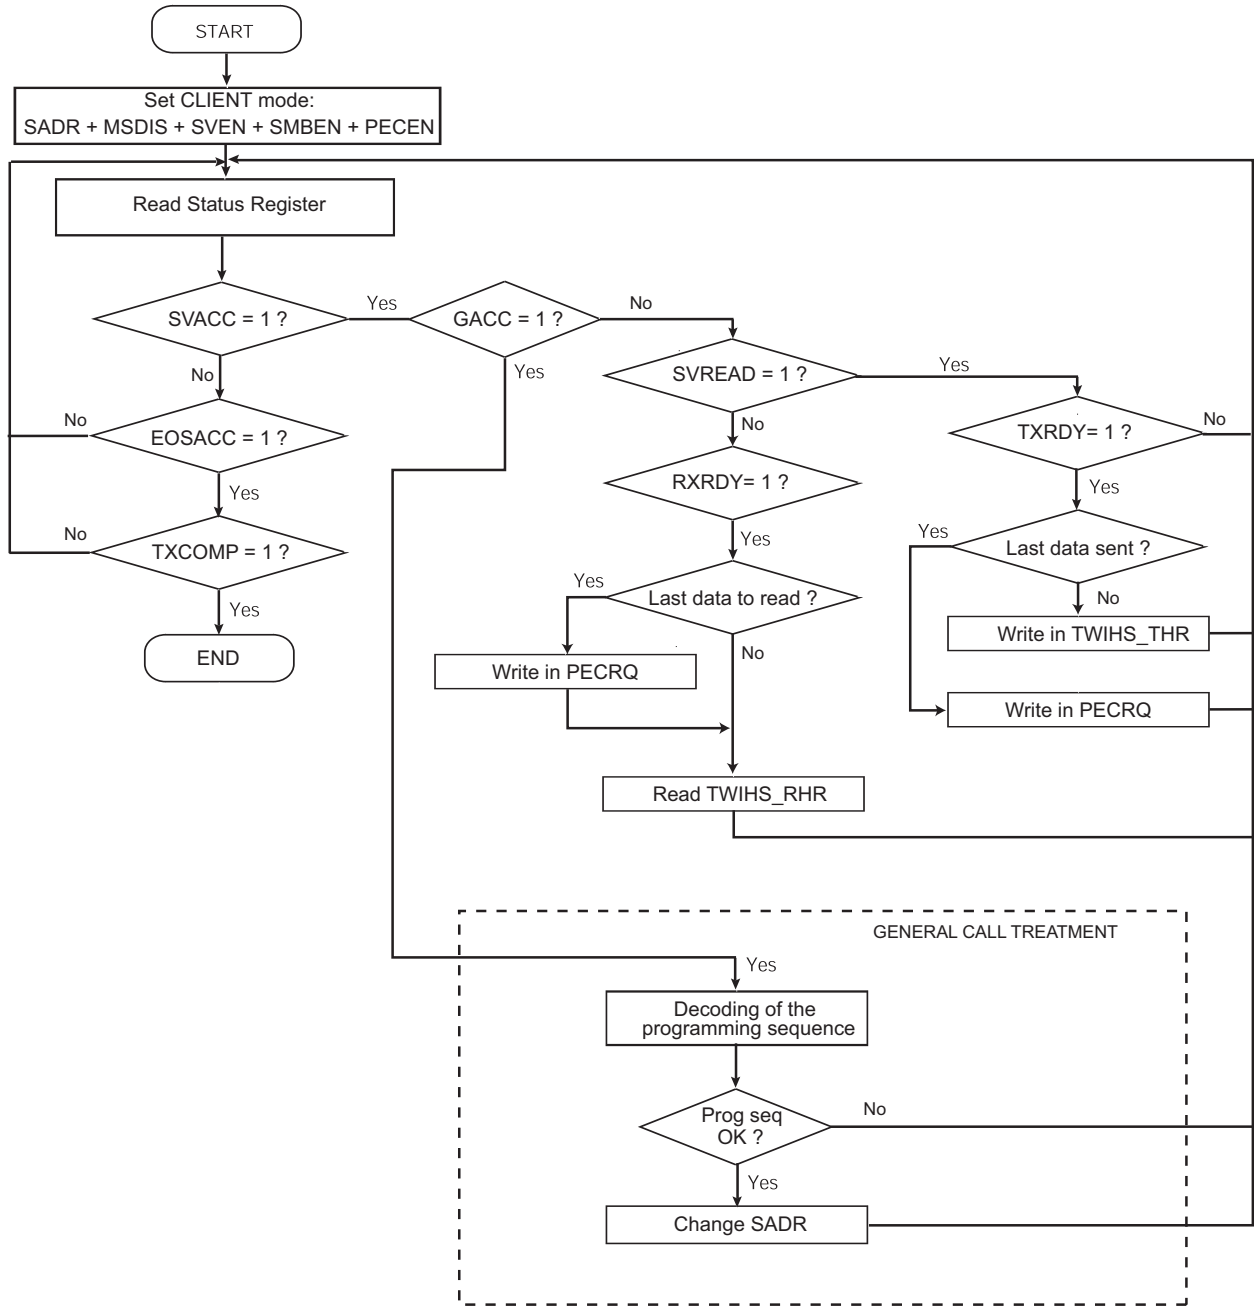 START
Set CLIENT mode:
SADR + MSDIS + SVEN + SMBEN + PECEN
Read Status Register
SVACC = 1 ?
Yes
GACC = 1 ?
No
No
Yes
SVREAD = 1 ?
Yes
No
EOSACC = 1 ?
No
TXRDY= 1 ?
No
Yes
RXRDY= 1 ?
Yes
No
TXCOMP = 1 ?
Yes
Yes
Last data sent ?
Yes
Yes
Last data to read ?
No
END
No
Write in TWIHS_THR
Write in PECRQ
Write in PECRQ
Read TWIHS_RHR
GENERAL CALL TREATMENT
Yes
Decoding of the
programming sequence
Prog seq
OK ?
No
Yes
Change SADR